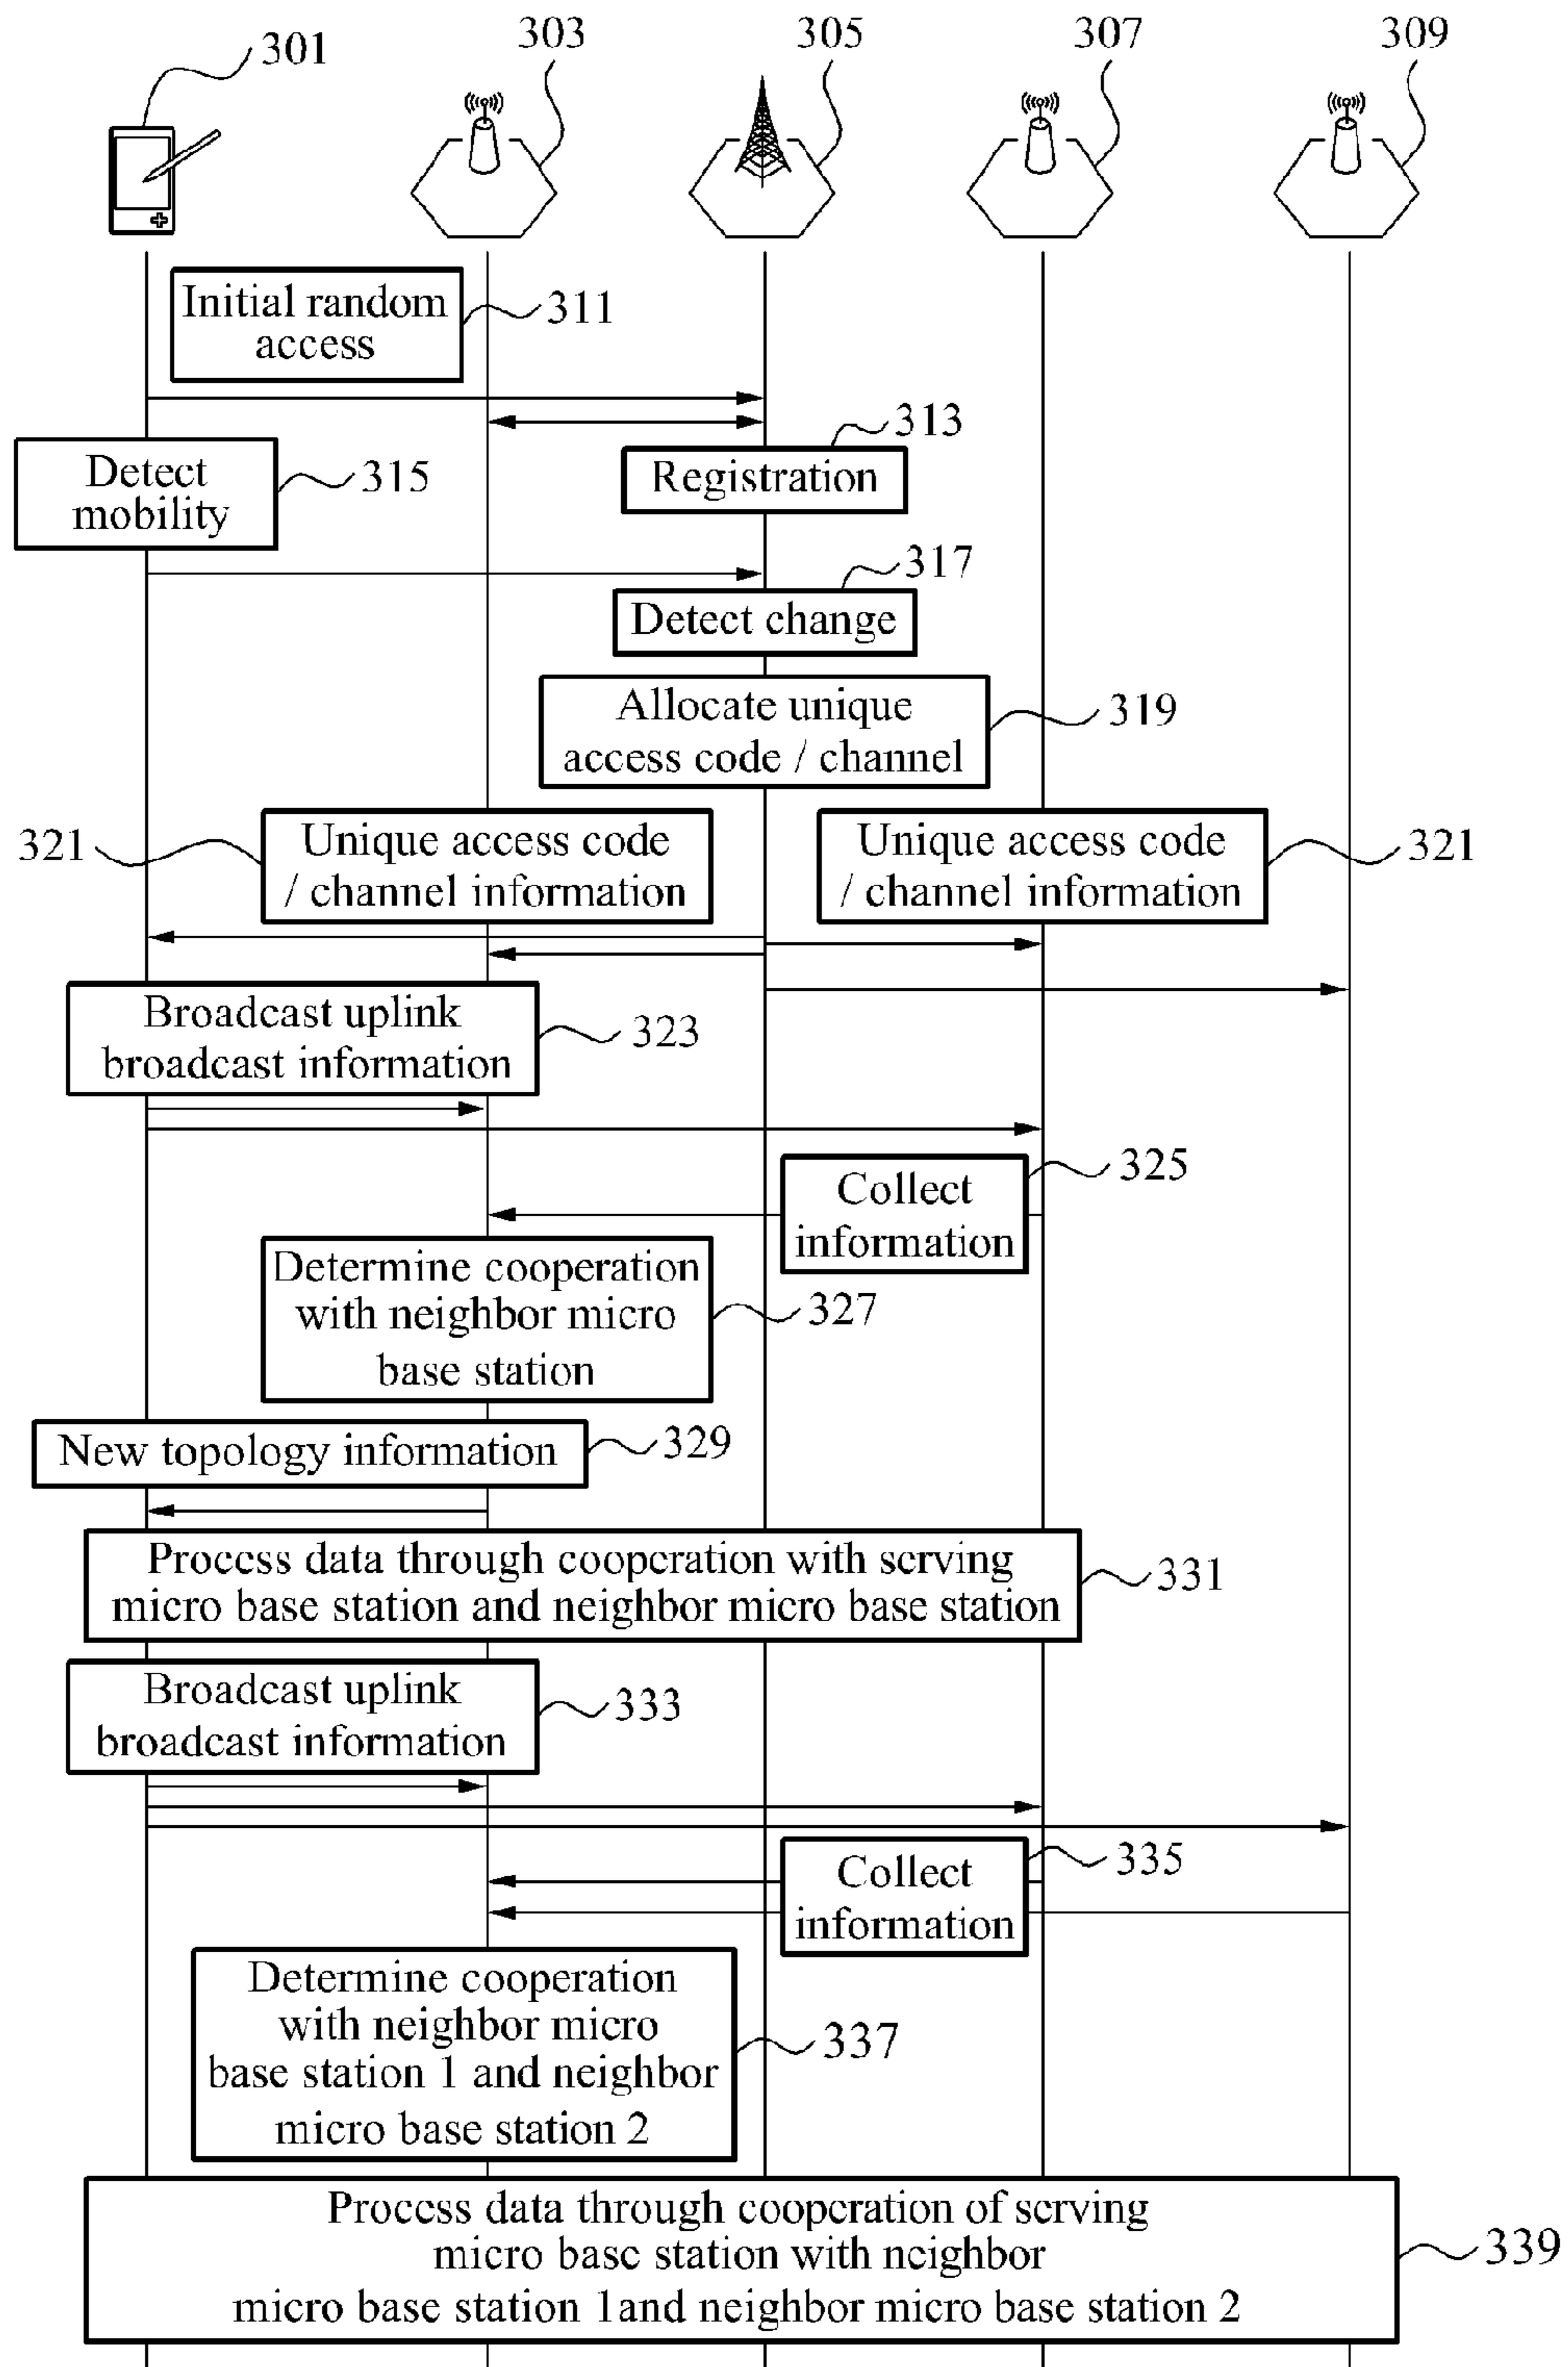 301
303
305
307
309
Initial random
access
311
313
Registration
Detect
mobility
315
317
Detect change
Allocate unique
access code / channel
319
321
Unique access code
/ channel information
Unique access code
/ channel information
321
Broadcast uplink
broadcast information
323
325
Collect
information
Determine cooperation
with neighbor micro
base station
327
New topology information
329
Process data through cooperation with serving
micro base station and neighbor micro base station
331
Broadcast uplink
broadcast information
333
335
Collect
information
Determine cooperation
with neighbor micro
base station 1 and neighbor
micro base station 2
337
Process data through cooperation of serving
micro base station with neighbor
micro base station 1and neighbor micro base station 2
339